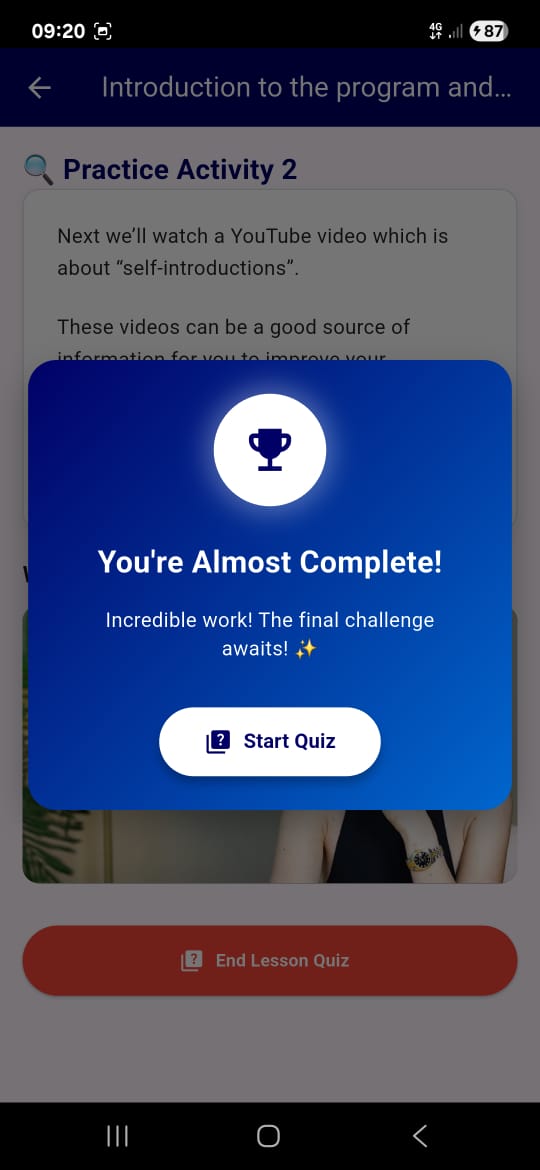 09:20
4G
87
Introduction to the program and...
Practice Activity 2
Next we’ll watch a YouTube video which is
about “self-introductions”.
These videos can be a good source of
information for you to improve your
You're Almost Complete!
Incredible work! The final challenge
awaits! ✨
Start Quiz
End Lesson Quiz